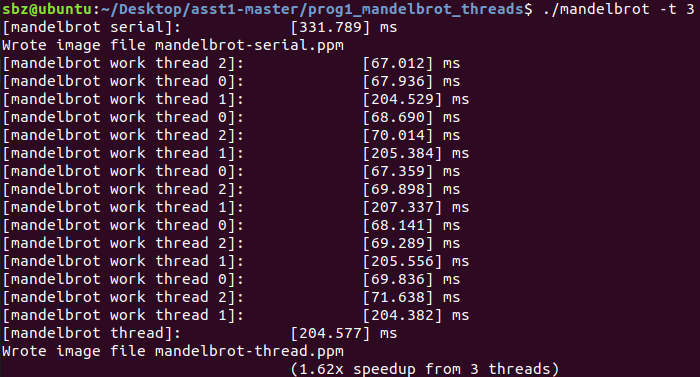 sbz@ubuntu:~/Desktop/asst1-master/prog1_mandelbrot_threads$ ./mandelbrot -t 3
[mandelbrot serial]:		[331.789] ms
Wrote image file mandelbrot-serial.ppm
[mandelbrot work thread 2]:		[67.012] ms
[mandelbrot work thread 0]:		[67.936] ms
[mandelbrot work thread 1]:		[204.529] ms
[mandelbrot work thread 0]:		[68.690] ms
[mandelbrot work thread 2]:		[70.014] ms
[mandelbrot work thread 1]:		[205.384] ms
[mandelbrot work thread 0]:		[67.359] ms
[mandelbrot work thread 2]:		[69.898] ms
[mandelbrot work thread 1]:		[207.337] ms
[mandelbrot work thread 0]:		[68.141] ms
[mandelbrot work thread 2]:		[69.289] ms
[mandelbrot work thread 1]:		[205.556] ms
[mandelbrot work thread 0]:		[69.836] ms
[mandelbrot work thread 2]:		[71.638] ms
[mandelbrot work thread 1]:		[204.382] ms
[mandelbrot thread]:		[204.577] ms
Wrote image file mandelbrot-thread.ppm
				(1.62x speedup from 3 threads)